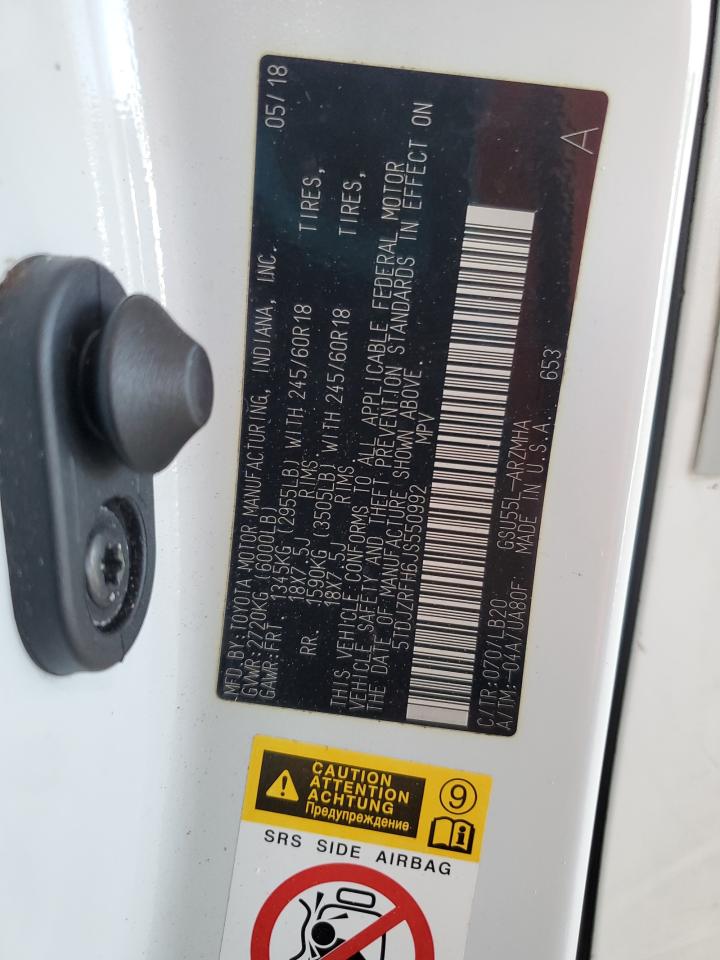 MFD.BY:TOYOTA MOTOR MANUFACTURING, INDIANA, INC. 05/18
GVWR:2720KG(6000LB)
GAWR:FRT 1345KG (2955LB) WITH 245/60R18 TIRES,
18X7.5J RIMS
RR. 1590KG (3505LB) WITH 245/60R18 TIRES,
18X7.5J RIMS
THIS VEHICLE CONFORMS TO ALL APPLICABLE FEDERAL MOTOR
VEHICLE SAFETY AND THEFT PREVENTION STANDARDS IN EFFECT ON
THE DATE OF MANUFACTURE SHOWN ABOVE.
5TDJZRFH6JS550992 MPV
C/TR:070/LB20 GSU55L-ARZMHA
A/TM:-04A/UA80F MADE IN U.S.A. 653
A
CAUTION
ATTENTION
ACHTUNG
Предупреждение
9
i
SRS SIDE AIRBAG